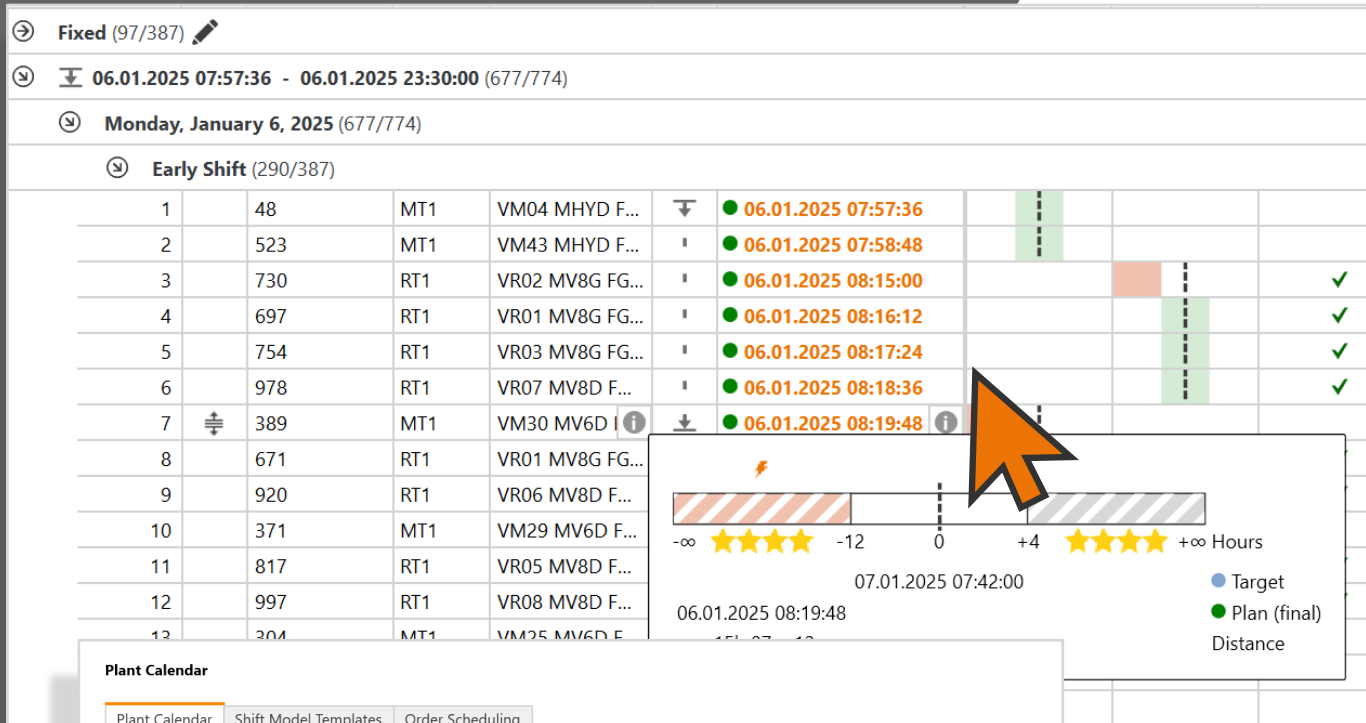 Fixed (97/387)
06.01.2025 07:57:36 - 06.01.2025 23:30:00 (677/774)
Monday, January 6, 2025 (677/774)
Early Shift (290/387)
1 48 MT1 VM04 MHYD F... 06.01.2025 07:57:36
2 523 MT1 VM43 MHYD F... 06.01.2025 07:58:48
3 730 RT1 VR02 MV8G FG... 06.01.2025 08:15:00
4 697 RT1 VR01 MV8G FG... 06.01.2025 08:16:12
5 754 RT1 VR03 MV8G FG... 06.01.2025 08:17:24
6 978 RT1 VR07 MV8D F... 06.01.2025 08:18:36
7 389 MT1 VM30 MV6D 06.01.2025 08:19:48
8 671 RT1 VR01 MV8G FG...
9 920 RT1 VR06 MV8D F...
10 371 MT1 VM29 MV6D F...
11 817 RT1 VR05 MV8D F...
12 997 RT1 VR08 MV8D F...
13 304 MT1 VM25 MV6D F
-∞ -12 0 +4 +∞ Hours
07.01.2025 07:42:00 Target
06.01.2025 08:19:48 Plan (final)
Distance
Plant Calendar
Plant Calendar Shift Model Templates Order Scheduling